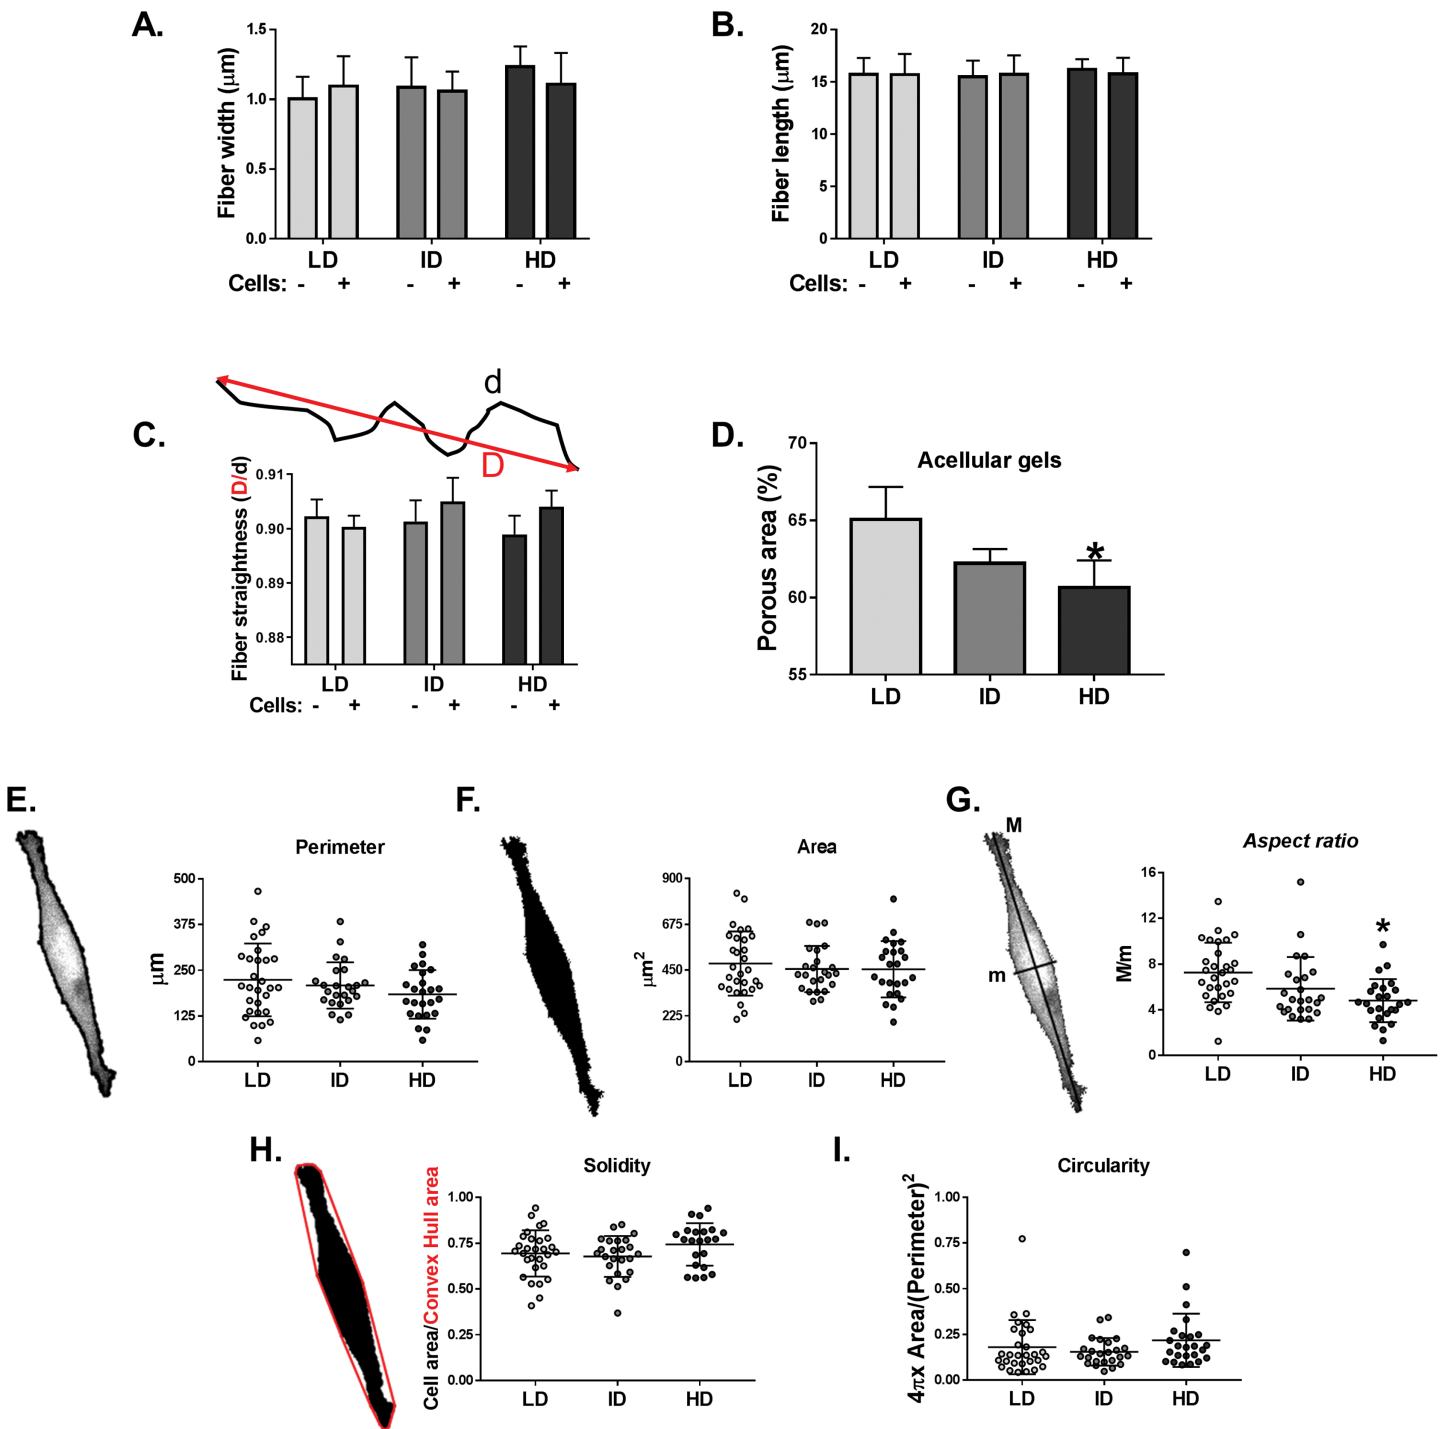 A.
Fiber width (μm)
1.5
1.0
0.5
0.0
LD ID HD
Cells: - + - + - +
B.
Fiber length (μm)
20
15
10
5
0
LD ID HD
Cells: - + - + - +
C.
d
D
Fiber straightness (D/d)
0.91
0.90
0.89
0.88
LD ID HD
Cells: - + - + - +
D.
Acellular gels
Porous area (%)
70
65
60
55
*
LD ID HD
E.
Perimeter
μm
500
375
250
125
0
LD ID HD
F.
Area
μm²
900
675
450
225
0
LD ID HD
G.
M
m
Aspect ratio
M/m
16
12
8
4
0
*
LD ID HD
H.
Solidity
Cell area/Convex Hull area
1.00
0.75
0.50
0.25
0.00
LD ID HD
I.
Circularity
4πx Area/(Perimeter)²
1.00
0.75
0.50
0.25
0.00
LD ID HD